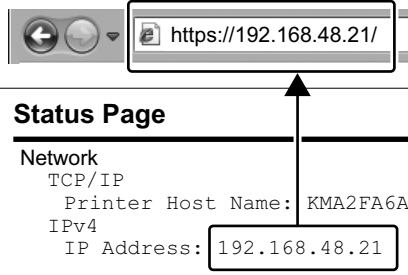 https://192.168.48.21/
Status Page
Network
TCP/IP
Printer Host Name: KMA2FA6A
IPv4
IP Address: 192.168.48.21